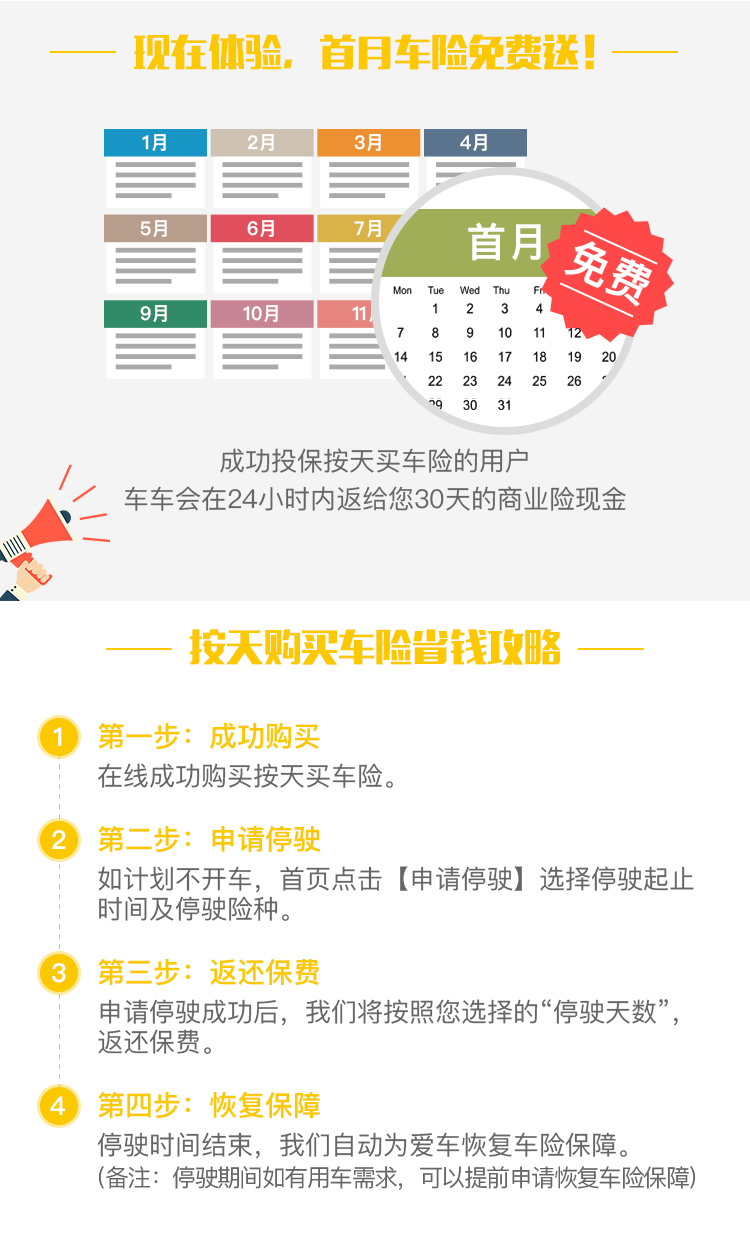 现在体验，首月车险免费送！
1月 2月 3月 4月
5月 6月 7月
9月 10月 11
首月
免费
Mon Tue Wed Thu Fri
1 2 3 4
7 8 9 10 11 12
14 15 16 17 18 19 20
22 23 24 25 26
29 30 31
成功投保按天买车险的用户
车车会在24小时内返给您30天的商业险现金
按天购买车险省钱攻略
1 第一步：成功购买
在线成功购买按天买车险。
2 第二步：申请停驶
如计划不开车，首页点击【申请停驶】选择停驶起止
时间及停驶险种。
3 第三步：返还保费
申请停驶成功后，我们将按照您选择的“停驶天数”，
返还保费。
4 第四步：恢复保障
停驶时间结束，我们自动为爱车恢复车险保障。
(备注：停驶期间如有用车需求，可以提前申请恢复车险保障)